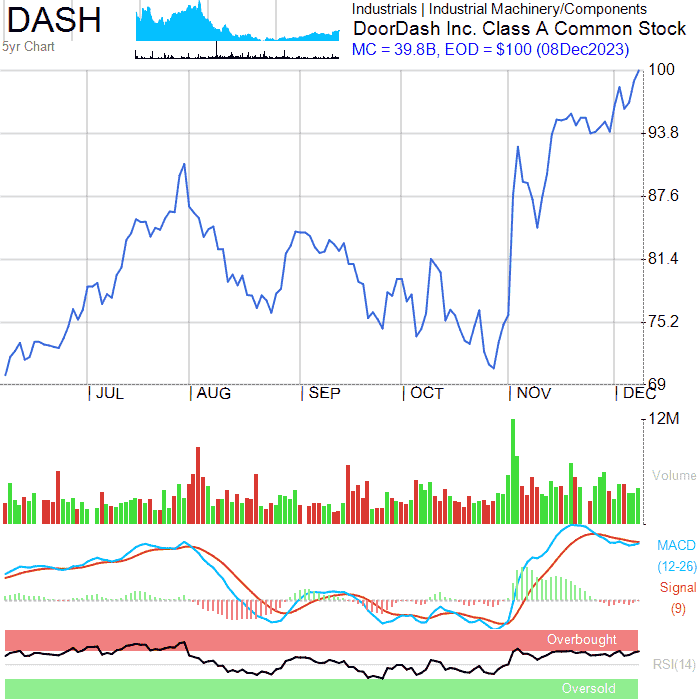 DASH
5yr Chart
Industrials | Industrial Machinery/Components
DoorDash Inc. Class A Common Stock
MC = 39.8B, EOD = $100 (08Dec2023)
100
93.8
87.6
81.4
75.2
69
JUL AUG SEP OCT NOV DEC
12M
Volume
MACD
(12-26)
Signal
(9)
Overbought
RSI(14)
Oversold